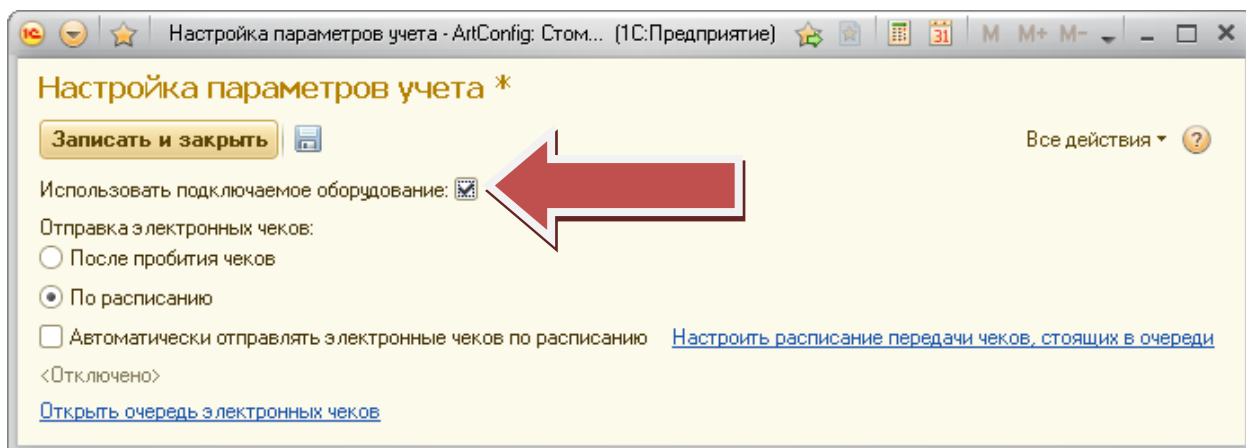 Настройка параметров учета - ArtConfig: Стом... (1С:Предприятие) 31 M M+ M-
Настройка параметров учета *
Записать и закрыть Все действия ?
Использовать подключаемое оборудование:
Отправка электронных чеков:
После пробития чеков
По расписанию
Автоматически отправлять электронные чеков по расписанию Настроить расписание передачи чеков, стоящих в очереди
<Отключено>
Открыть очередь электронных чеков